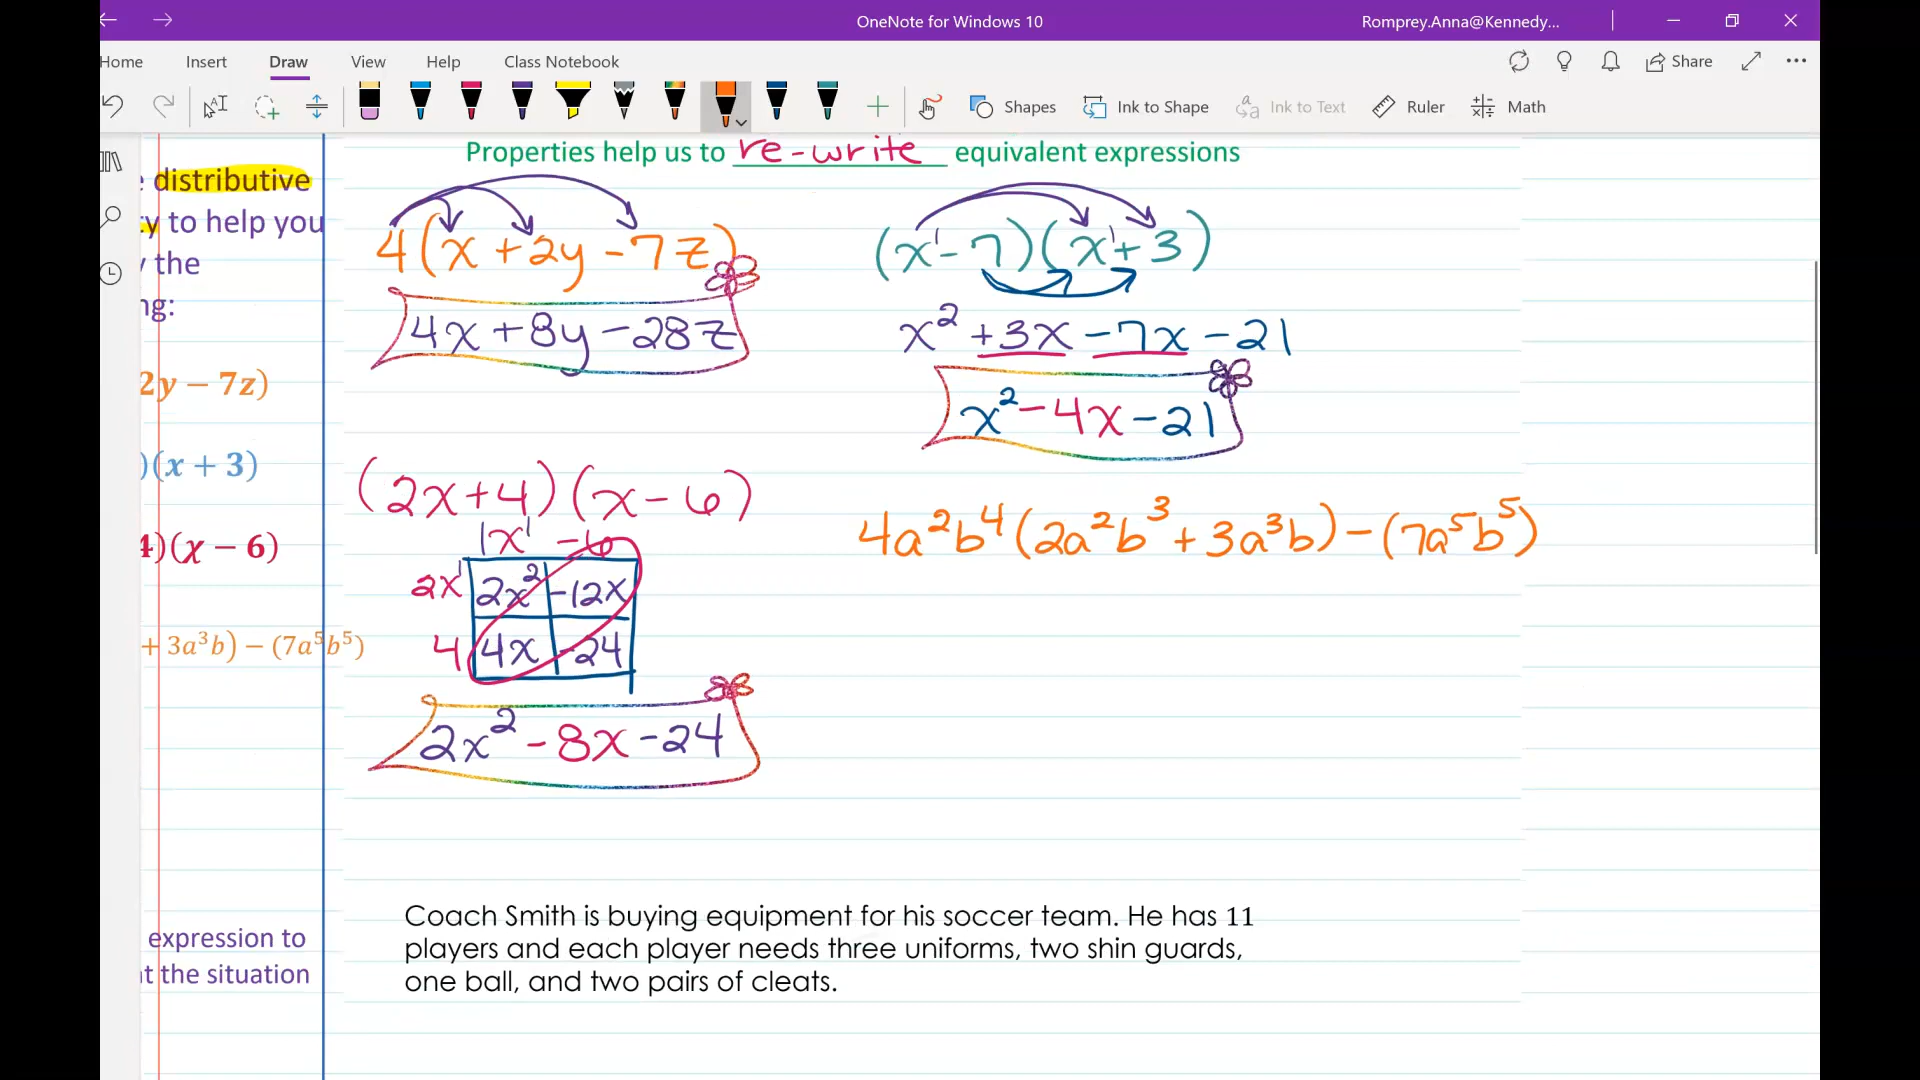 OneNote for Windows 10
Romprey.Anna@Kennedy...
Home Insert Draw View Help Class Notebook Share
Shapes Ink to Shape Ink to Text Ruler Math
Properties help us to re-write equivalent expressions
distributive
ty to help you
y the
ng:
2y − 7z)
)(x + 3)
4)(x − 6)
+ 3a³b) − (7a⁵b⁵)
expression to
t the situation
4(x + 2y − 7z)
4x + 8y − 28z
(x¹ − 7)(x¹ + 3)
x² + 3x − 7x − 21
x² − 4x − 21
(2x + 4)(x − 6)
1x¹ −6
2x¹ 2x² −12x
4 4x −24
2x² − 8x − 24
4a²b⁴(2a²b³ + 3a³b) − (7a⁵b⁵)
Coach Smith is buying equipment for his soccer team. He has 11
players and each player needs three uniforms, two shin guards,
one ball, and two pairs of cleats.